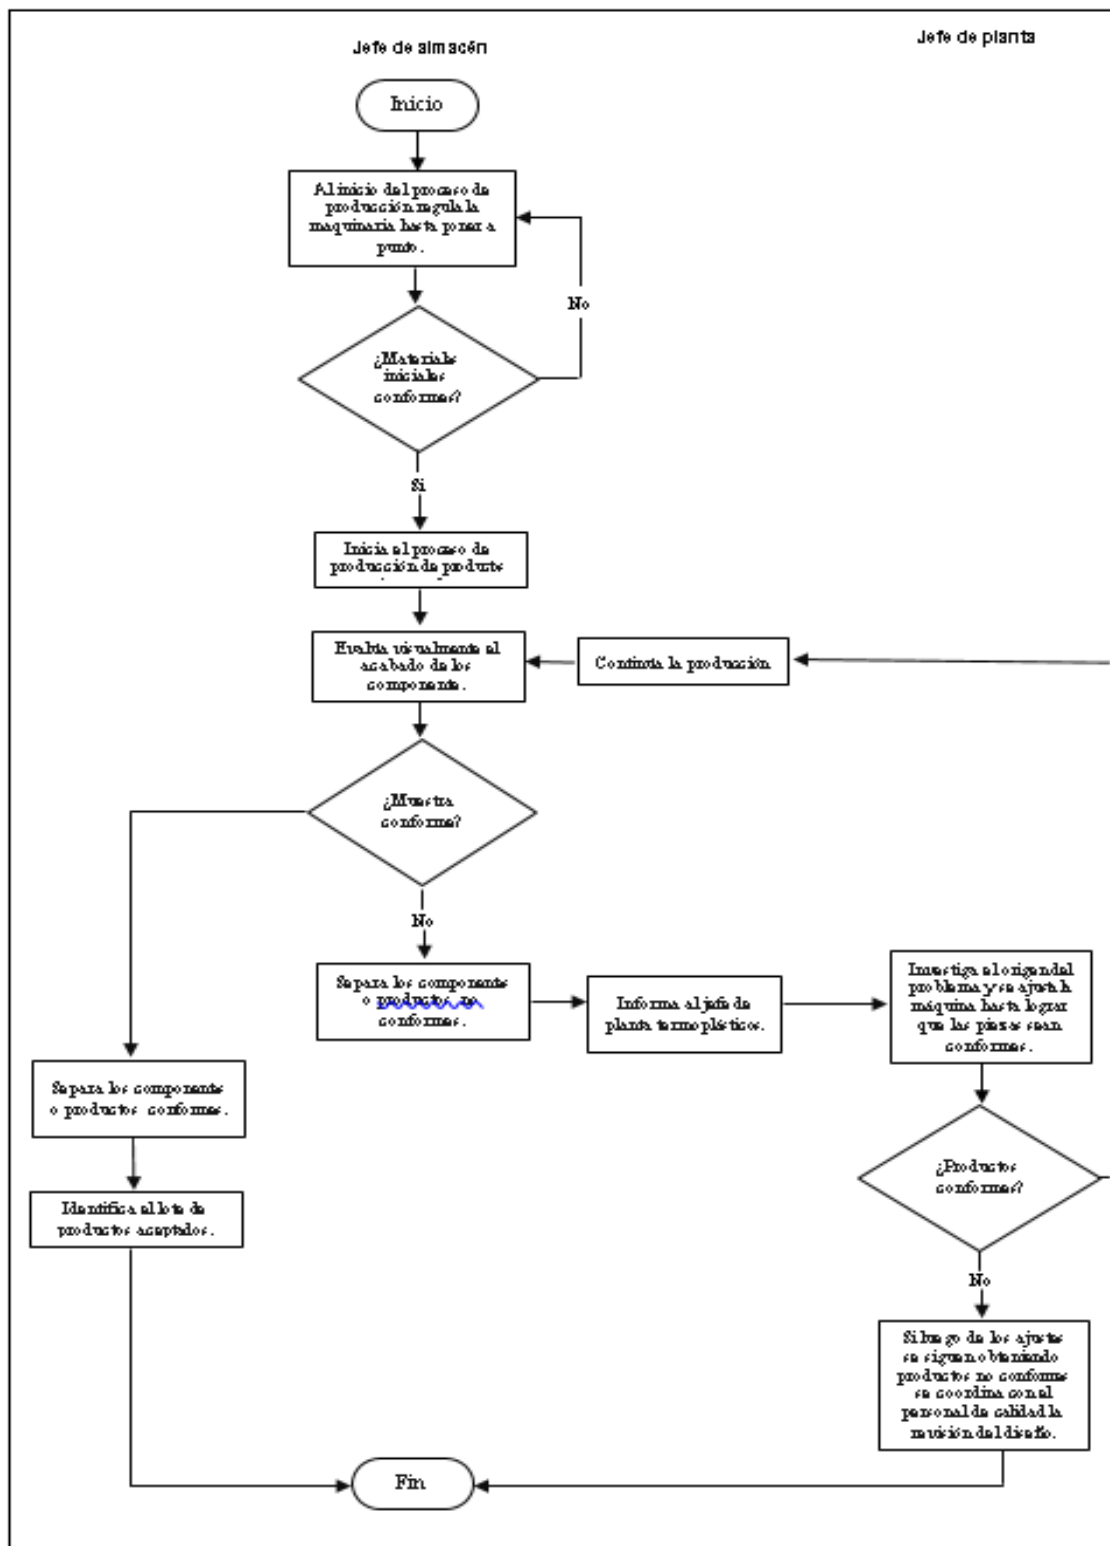 Jefe de almacén
Jefe de planta
Inicio
Al inicio del proceso de
producción regula la
maquinaria hasta poner a
punto.
No
¿Materiales
iniciales
conformes?
Si
Inicia el proceso de
producción de producte
Evalúa visualmente el
acabado de los
componente.
Continúa la producción
¿Muestra
conforme?
No
Separa los componente
o productos no
conformes.
Informa al jefe de
planta termoplásticos.
Investiga el origen del
problema y se ajusta la
máquina hasta lograr
que las piezas sean
conformes.
Separa los componente
o productos conformes.
¿Productos
conformes?
Identifica el lote de
productos aceptados.
No
Si luego de los ajustes
se siguen obteniendo
productos no conforme
se coordina con el
personal de calidad la
revisión del diseño.
Fin